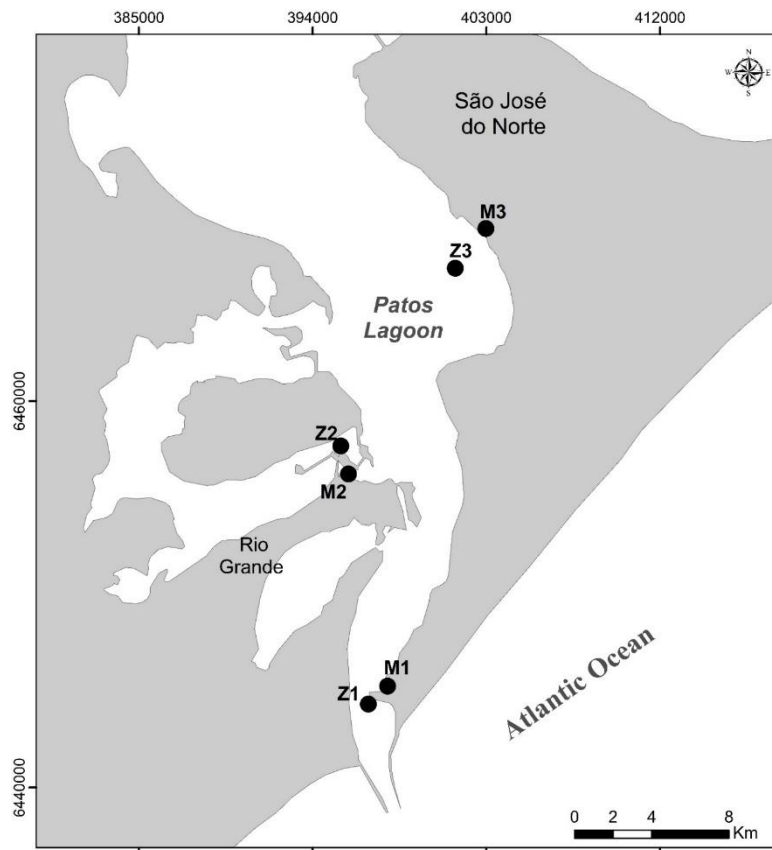 385000
394000
403000
412000
N
W
E
S
São José
do Norte
M3
Z3
Patos
Lagoon
6460000
Z2
M2
Rio
Grande
M1
Z1
Atlantic Ocean
6440000
0
2
4
8
Km